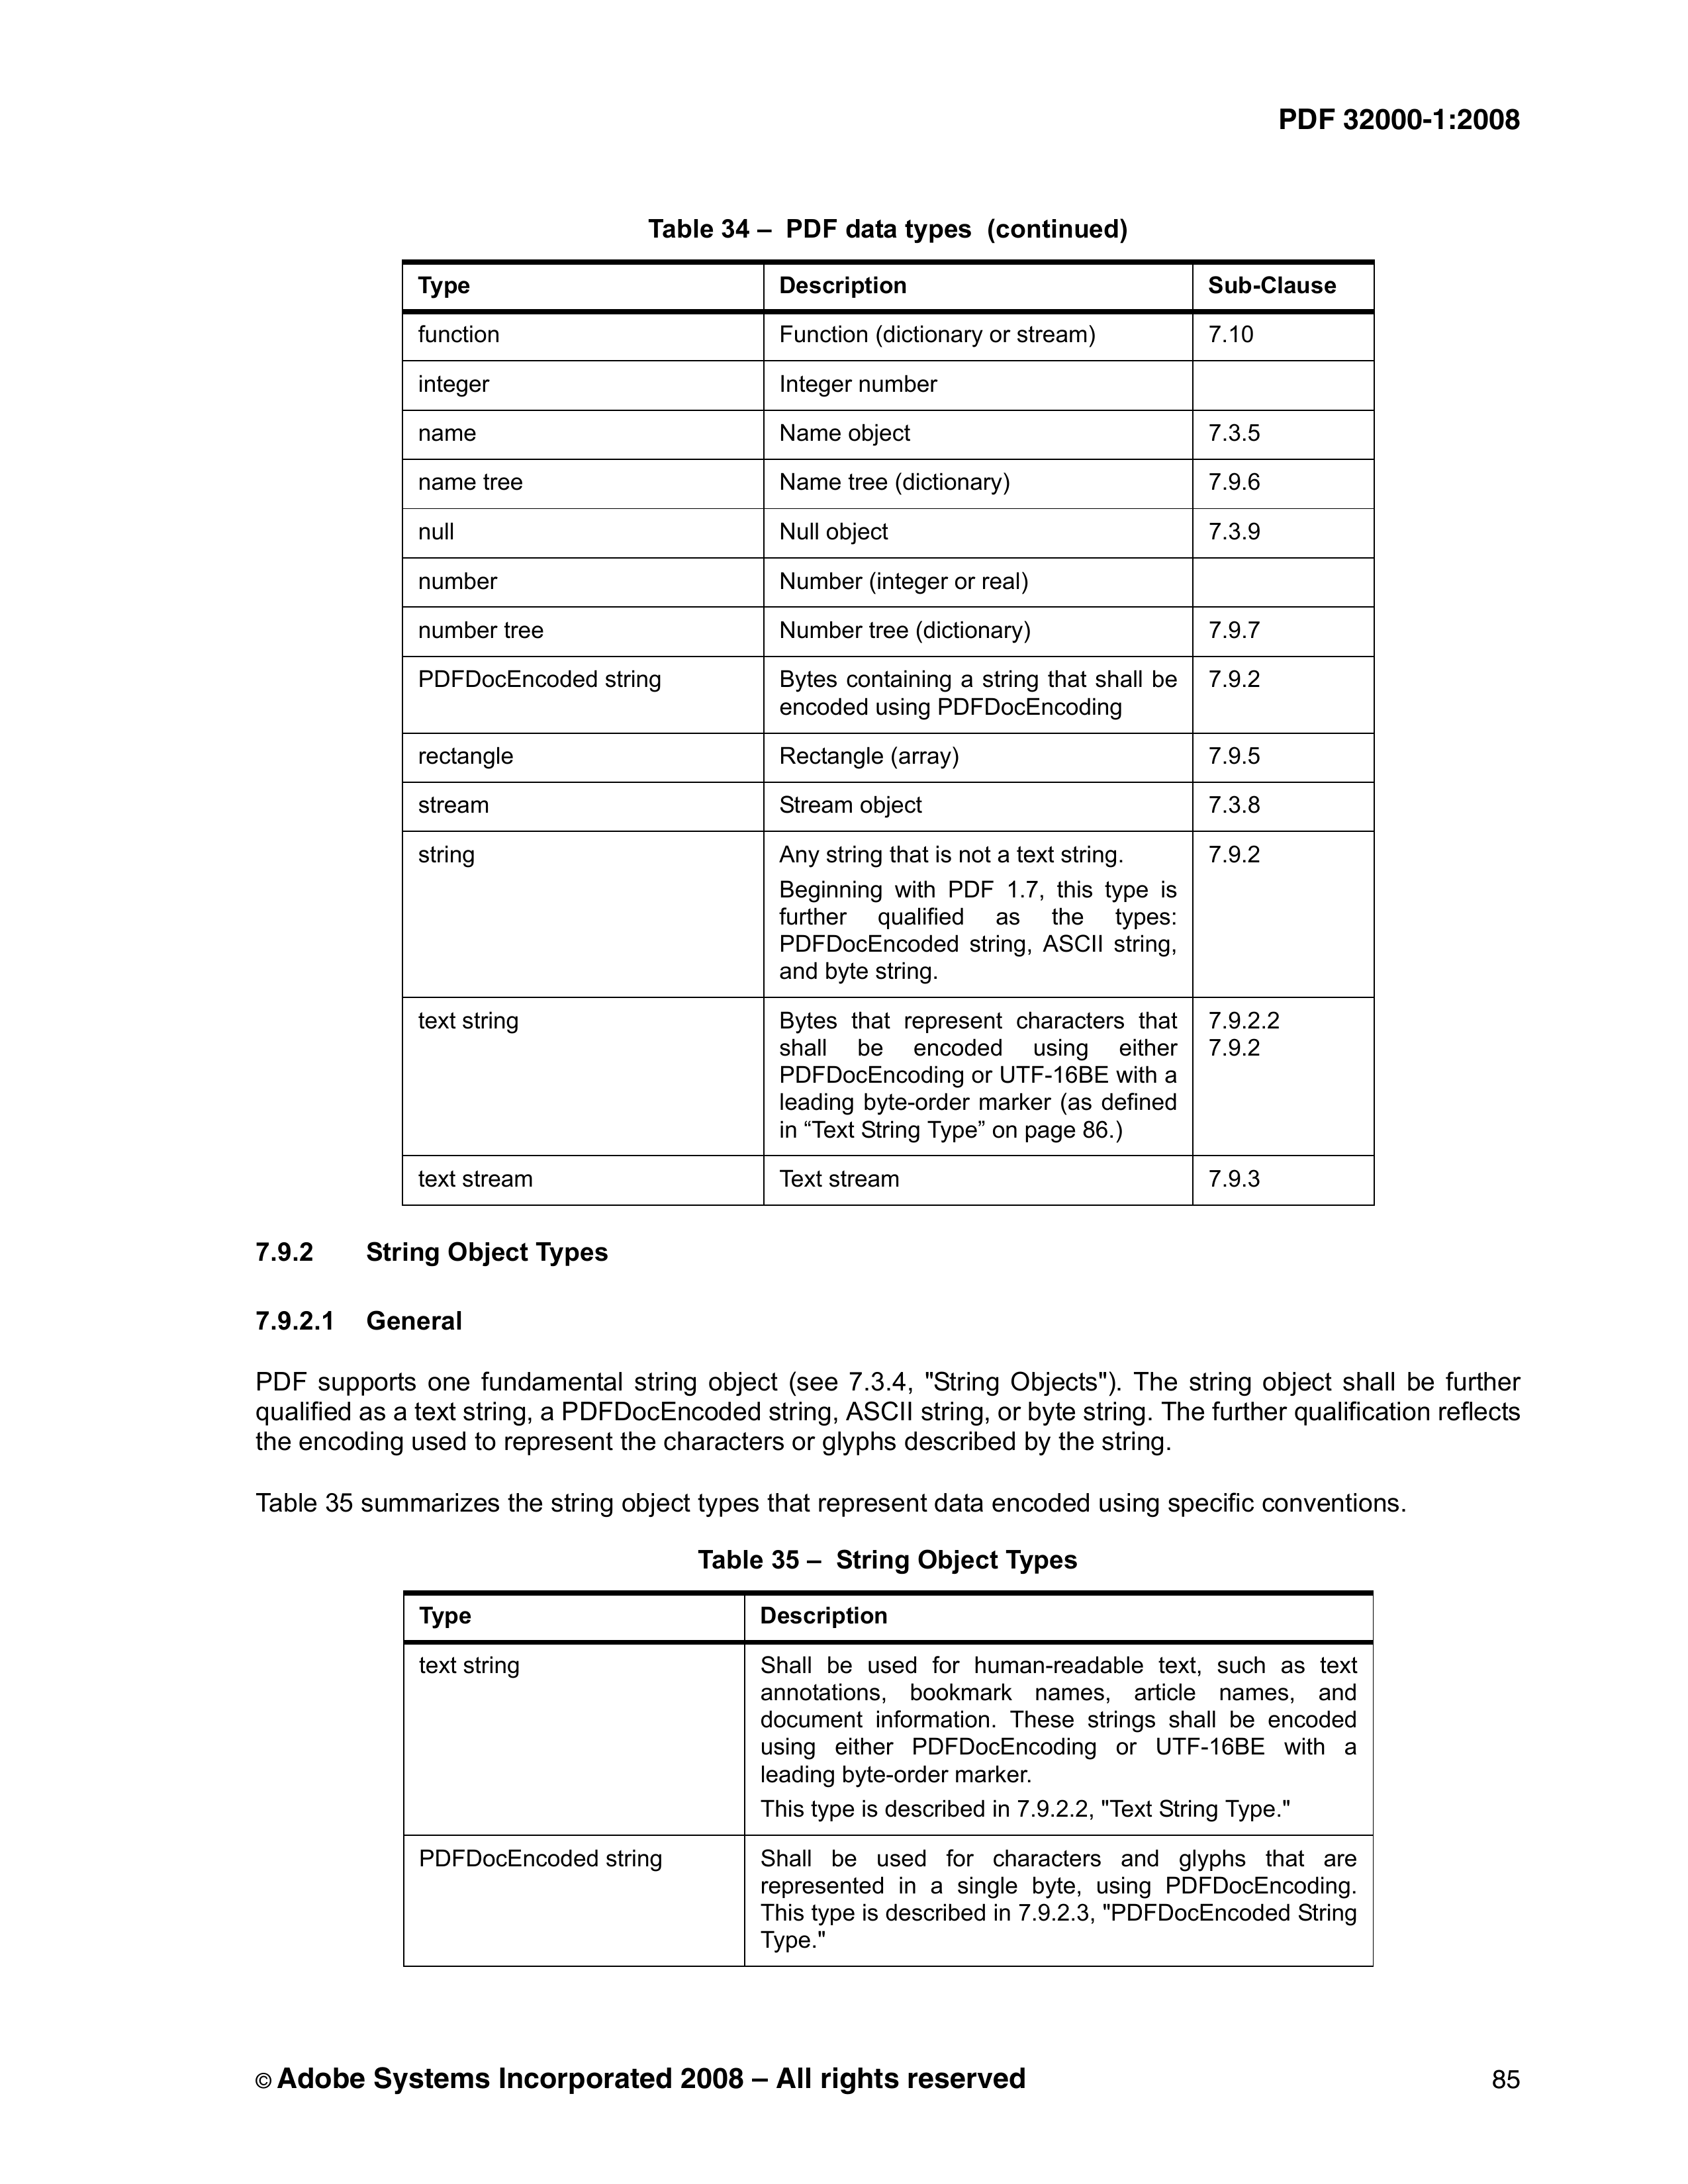 PDF 32000-1:2008
Table 34 – PDF data types (continued)
Type Description Sub-Clause
function Function (dictionary or stream) 7.10
integer Integer number
name Name object 7.3.5
name tree Name tree (dictionary) 7.9.6
null Null object 7.3.9
number Number (integer or real)
number tree Number tree (dictionary) 7.9.7
PDFDocEncoded string Bytes containing a string that shall be 7.9.2
encoded using PDFDocEncoding
rectangle Rectangle (array) 7.9.5
stream Stream object 7.3.8
string Any string that is not a text string. 7.9.2
Beginning with PDF 1.7, this type is
further qualified as the types:
PDFDocEncoded string, ASCII string,
and byte string.
text string Bytes that represent characters that 7.9.2.2
shall be encoded using either 7.9.2
PDFDocEncoding or UTF-16BE with a
leading byte-order marker (as defined
in “Text String Type” on page 86.)
text stream Text stream 7.9.3
7.9.2 String Object Types
7.9.2.1 General
PDF supports one fundamental string object (see 7.3.4, "String Objects"). The string object shall be further
qualified as a text string, a PDFDocEncoded string, ASCII string, or byte string. The further qualification reflects
the encoding used to represent the characters or glyphs described by the string.
Table 35 summarizes the string object types that represent data encoded using specific conventions.
Table 35 – String Object Types
Type Description
text string Shall be used for human-readable text, such as text
annotations, bookmark names, article names, and
document information. These strings shall be encoded
using either PDFDocEncoding or UTF-16BE with a
leading byte-order marker.
This type is described in 7.9.2.2, "Text String Type."
PDFDocEncoded string Shall be used for characters and glyphs that are
represented in a single byte, using PDFDocEncoding.
This type is described in 7.9.2.3, "PDFDocEncoded String
Type."
© Adobe Systems Incorporated 2008 – All rights reserved 85